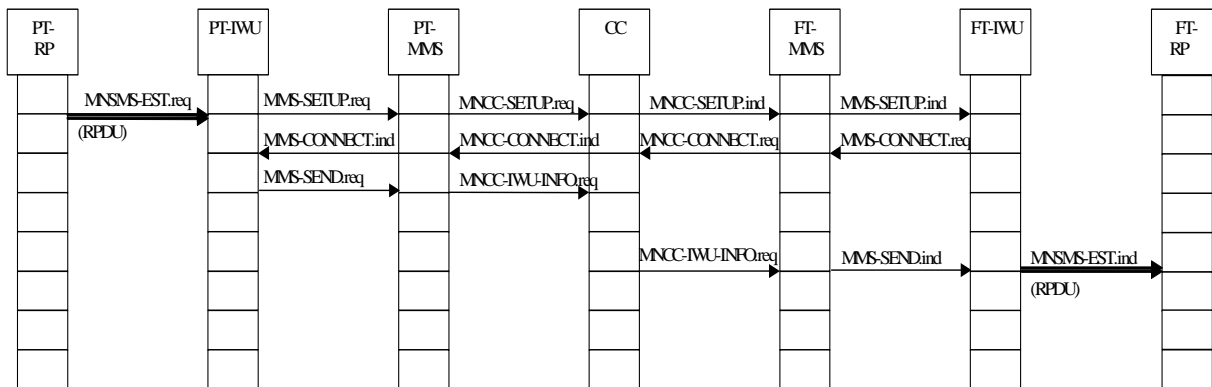 PT-
RP
PT-IWU
PT-
MMS
CC
FT-
MMS
FT-IWU
FT-
RP
MNSMS-EST.req
MMS-SETUP.req
MNCC-SETUP.req
MNCC-SETUP.ind
MMS-SETUP.ind
(RPDU)
MMS-CONNECT.ind
MNCC-CONNECT.ind
MNCC-CONNECT.req
MMS-CONNECT.req
MMS-SEND.req
MNCC-IWU-INFO.req
MNCC-IWU-INFO.req
MMS-SEND.ind
MNSMS-EST.ind
(RPDU)